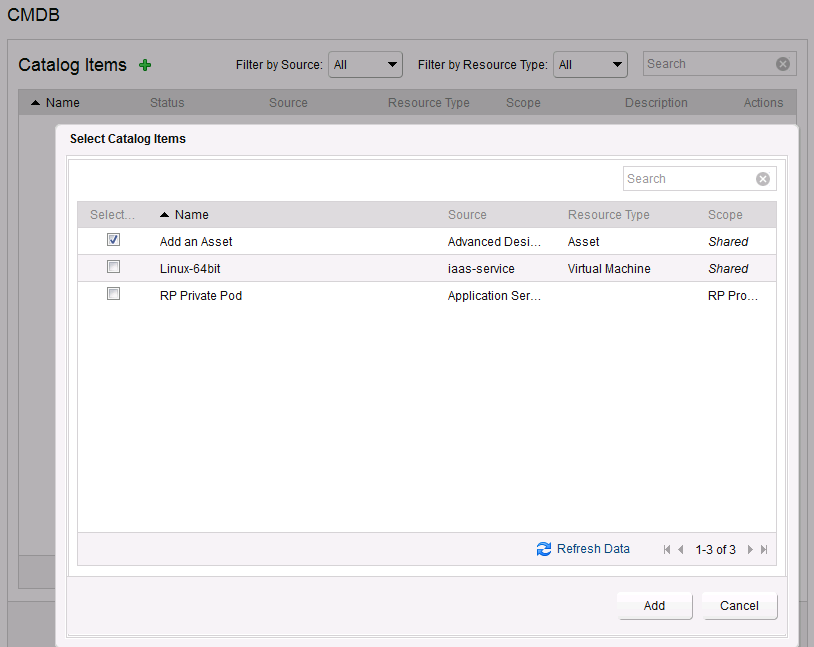 CMDB
Catalog Items Filter by Source: All Filter by Resource Type: All Search
Name Status Source Resource Type Scope Description Actions
Select Catalog Items
Search
Select... Name Source Resource Type Scope
Add an Asset Advanced Desi... Asset Shared
Linux-64bit iaas-service Virtual Machine Shared
RP Private Pod Application Ser... RP Pro...
Refresh Data 1-3 of 3
Add Cancel